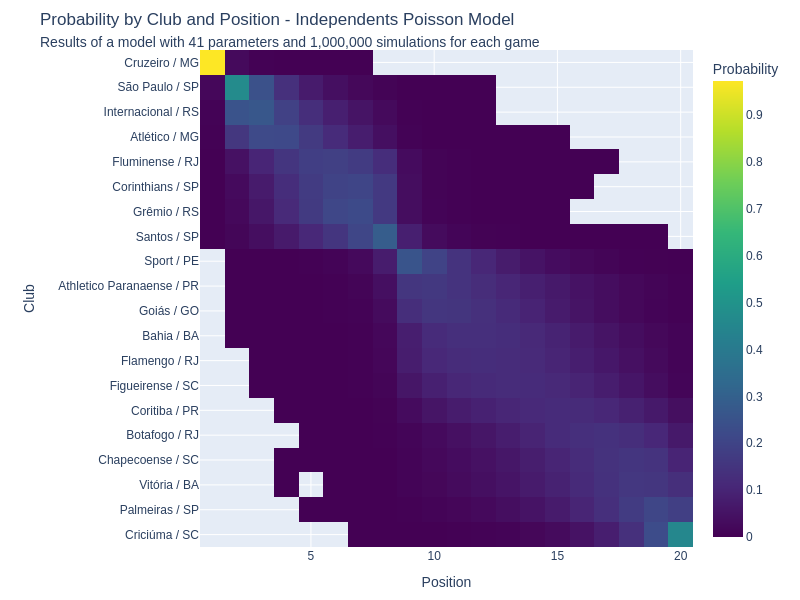 Probability by Club and Position - Independents Poisson Model
Results of a model with 41 parameters and 1,000,000 simulations for each game
Cruzeiro / MG
São Paulo / SP
Internacional / RS
Atlético / MG
Fluminense / RJ
Corinthians / SP
Grêmio / RS
Santos / SP
Sport / PE
Athletico Paranaense / PR
Goiás / GO
Bahia / BA
Flamengo / RJ
Figueirense / SC
Coritiba / PR
Botafogo / RJ
Chapecoense / SC
Vitória / BA
Palmeiras / SP
Criciúma / SC
Club
5
10
15
20
Position
Probability
0.9
0.8
0.7
0.6
0.5
0.4
0.3
0.2
0.1
0